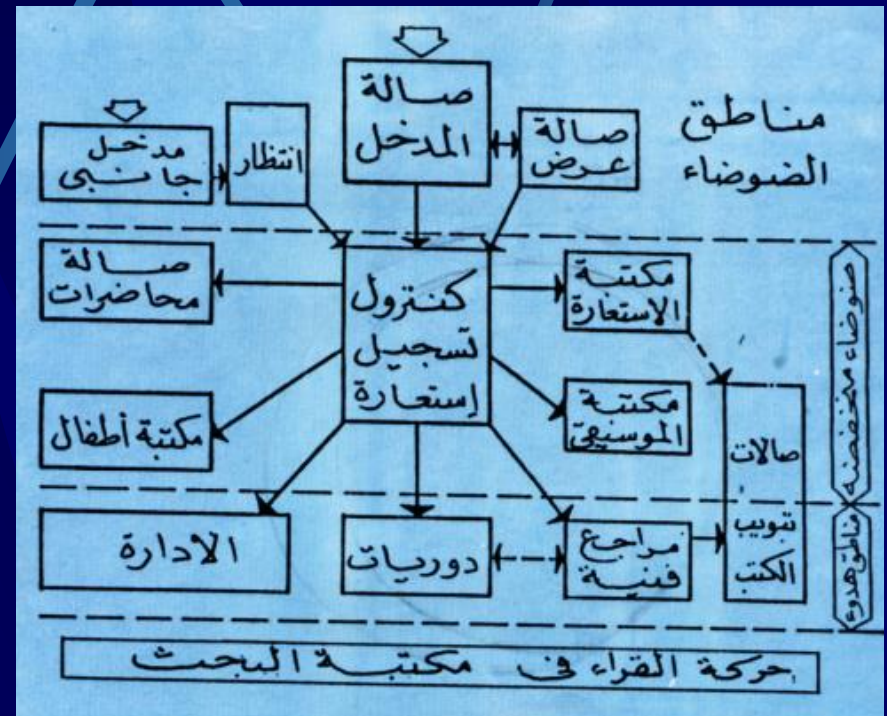 مناطق
الضوضاء
صالة
المدخل
صالة
عرض
انتظار
مدخل
جانبى
صالة
محاضرات
كنترول
تسجيل
إستعارة
مكتبة
الاستعارة
ضوضاء منخفضه
مكتبة أطفال
مكتبة
الموسيقى
صالات
تبويب
الكتب
الادارة
دوريات
مراجع
فنية
مناطق هدوء
حركة القراء فى مكتبة البحث